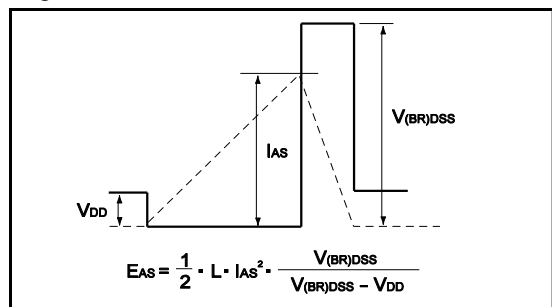 V(BR)DSS
IAS
VDD
EAS = 1/2 · L · IAS² · V(BR)DSS / (V(BR)DSS − VDD)